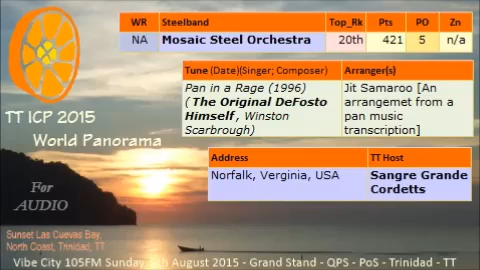 WR Steelband Top_Rk Pts PO Zn
NA Mosaic Steel Orchestra 20th 421 5 n/a
Tune (Date)(Singer; Composer) Arranger(s)
Pan in a Rage (1996)
(The Original DeFosto
Himself, Winston
Scarbrough)
Jit Samaroo [An
arrangemet from a
pan music
transcription]
TT ICP 2015
World Panorama
Address TT Host
Norfalk, Verginia, USA Sangre Grande
Cordetts
For
AUDIO
Sunset Las Cuevas Bay,
North Coast, Trinidad, TT
Vibe City 105FM Sunday August 2015 - Grand Stand - QPS - PoS - Trinidad - TT